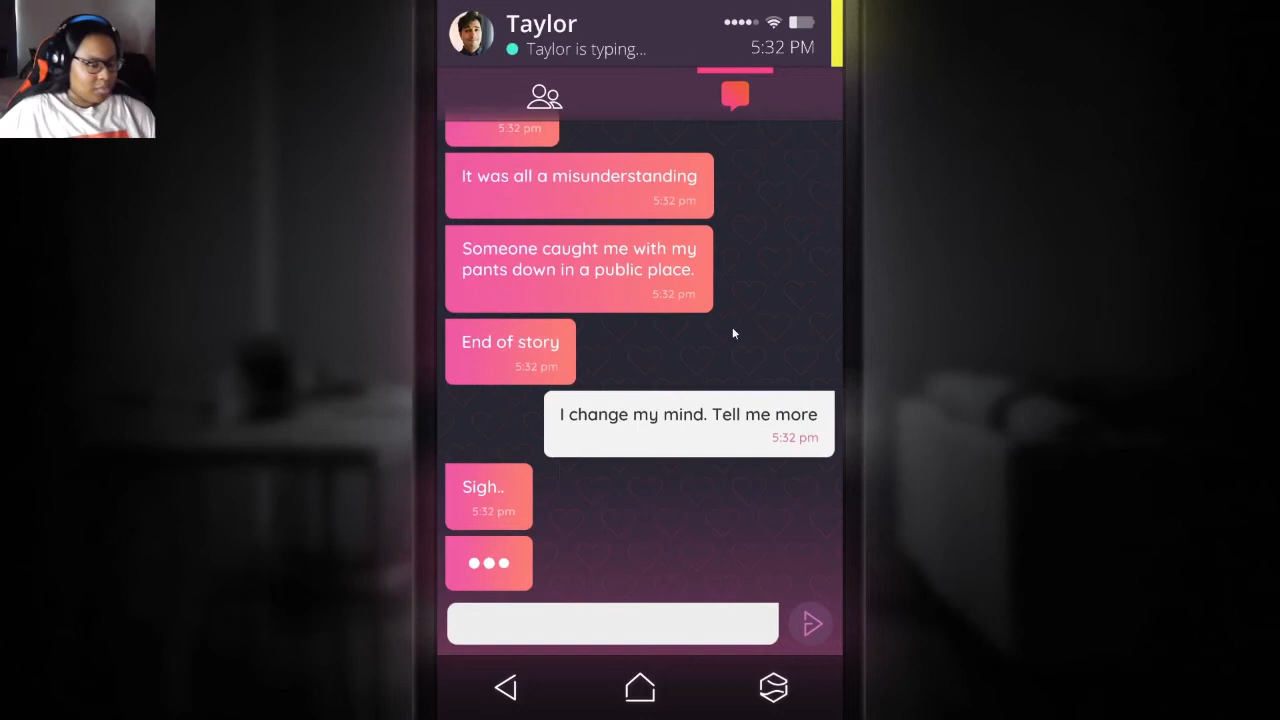 Taylor
Taylor is typing...
5:32 PM
5:32 pm
It was all a misunderstanding
5:32 pm
Someone caught me with my
pants down in a public place.
5:32 pm
End of story
5:32 pm
I change my mind. Tell me more
5:32 pm
Sigh..
5:32 pm